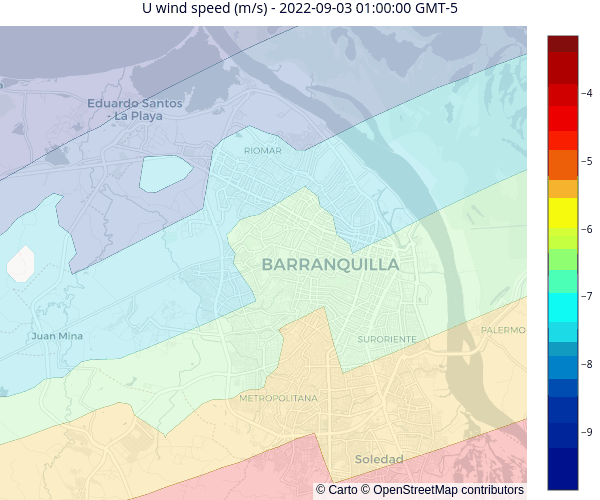 U wind speed (m/s) - 2022-09-03 01:00:00 GMT-5
Eduardo Santos
- La Playa
RIOMAR
BARRANQUILLA
Juan Mina
SURORIENTE
PALERMO
METROPOLITANA
Soledad
© Carto © OpenStreetMap contributors
−4
−5
−6
−7
−8
−9